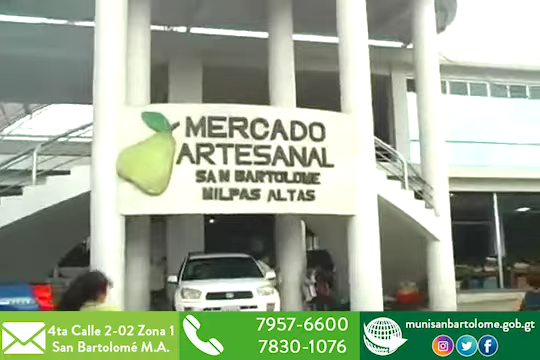 MERCADO
ARTESANAL
SAN BARTOLOME
MILPAS ALTAS
4ta Calle 2-02 Zona 1
San Bartolomé M.A.
7957-6600
7830-1076
munisanbartolome.gob.gt